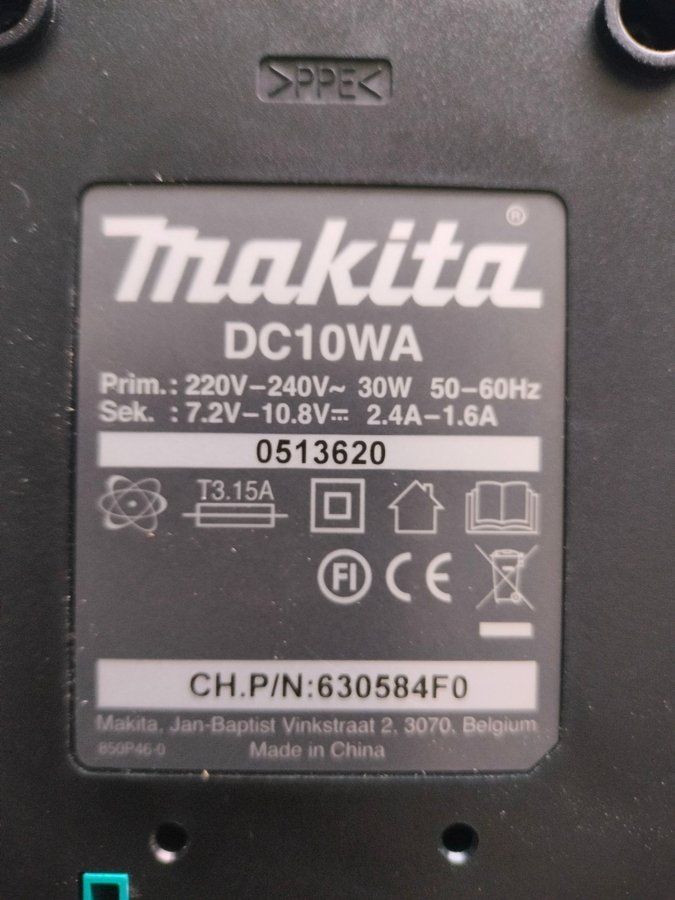 >PPE<
makita®
DC10WA
Prim.: 220V–240V~ 30W 50–60Hz
Sek. : 7.2V–10.8V⎓ 2.4A–1.6A
0513620
T3.15A
FI CE
CH.P/N:630584F0
Makita, Jan-Baptist Vinkstraat 2, 3070, Belgium
850P46-0 Made in China